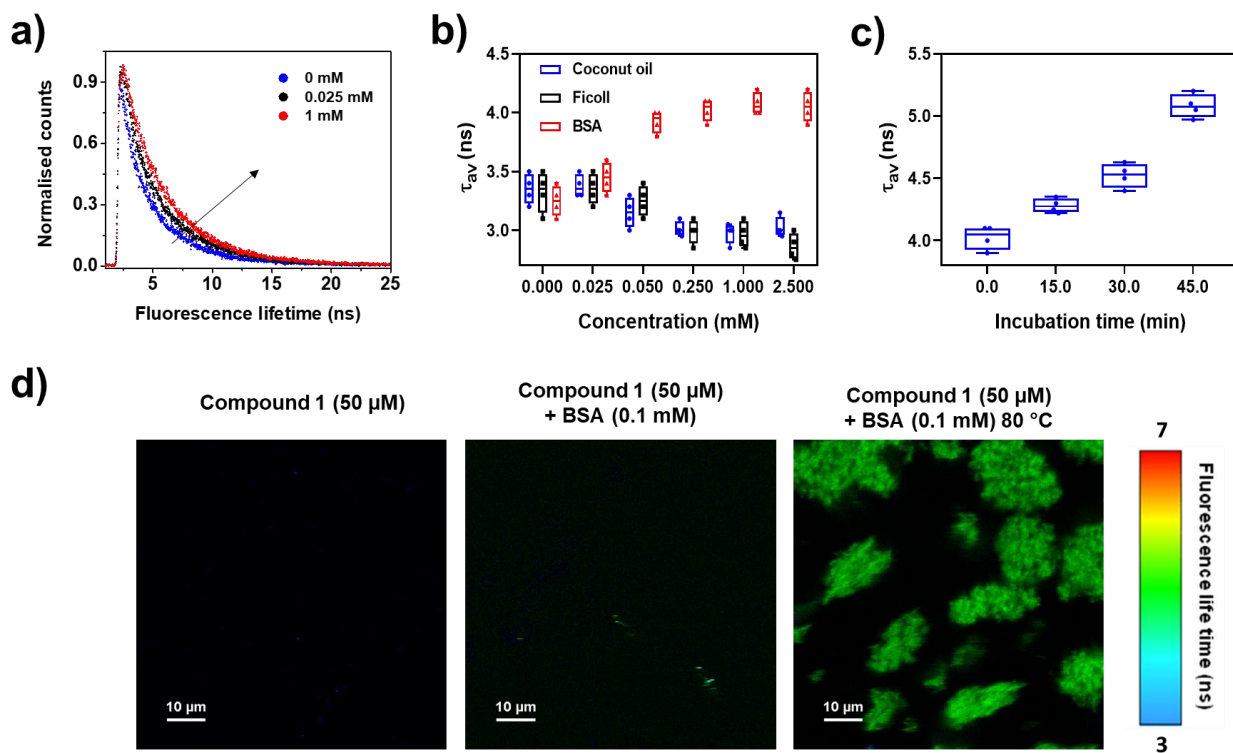 a)
Normalised counts
0.9
0.6
0.3
0.0
0 mM
0.025 mM
1 mM
5
10
15
20
25
Fluorescence lifetime (ns)
b)
τav (ns)
4.5
4.0
3.5
3.0
Coconut oil
Ficoll
BSA
0.000
0.025
0.050
0.250
1.000
2.500
Concentration (mM)
c)
τav (ns)
5.5
5.0
4.5
4.0
0.0
15.0
30.0
45.0
Incubation time (min)
d)
Compound 1 (50 µM)
10 µm
Compound 1 (50 µM)
+ BSA (0.1 mM)
10 µm
Compound 1 (50 µM)
+ BSA (0.1 mM) 80 °C
10 µm
7
Fluorescence life time (ns)
3